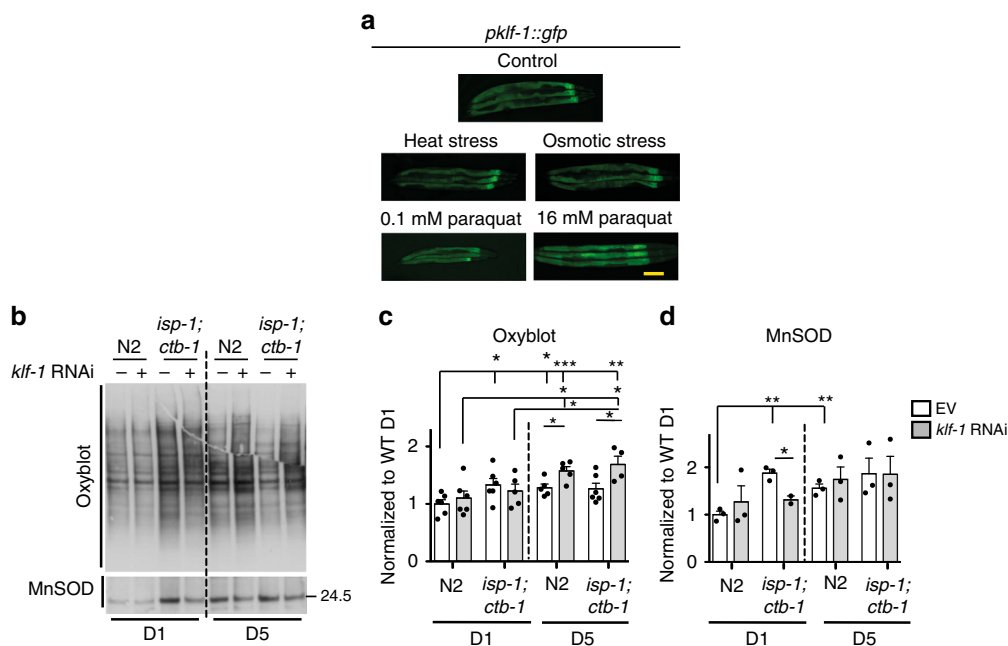 a
pklf-1::gfp
Control
Heat stress
Osmotic stress
0.1 mM paraquat
16 mM paraquat
b
N2
isp-1;
ctb-1
N2
isp-1;
ctb-1
klf-1 RNAi
– + – + – + – +
Oxyblot
MnSOD
24.5
D1
D5
c
Oxyblot
* * *** **
* *
*
* *
Normalized to WT D1
2
1
0
N2
isp-1;
ctb-1
N2
isp-1;
ctb-1
D1
D5
d
MnSOD
** **
*
Normalized to WT D1
2
1
0
N2
isp-1;
ctb-1
N2
isp-1;
ctb-1
D1
D5
EV
klf-1 RNAi